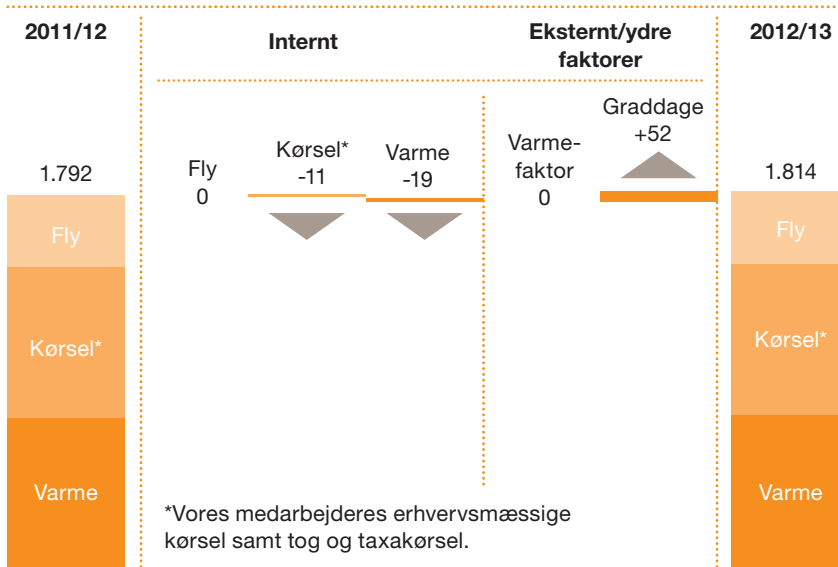 2011/12
1.792
Fly
Kørsel*
Varme
Internt
Fly
0
Kørsel*
-11
Varme
-19
Eksternt/ydre
faktorer
Varme-
faktor
0
Graddage
+52
2012/13
1.814
Fly
Kørsel*
Varme
*Vores medarbejderes erhvervsmæssige
kørsel samt tog og taxakørsel.